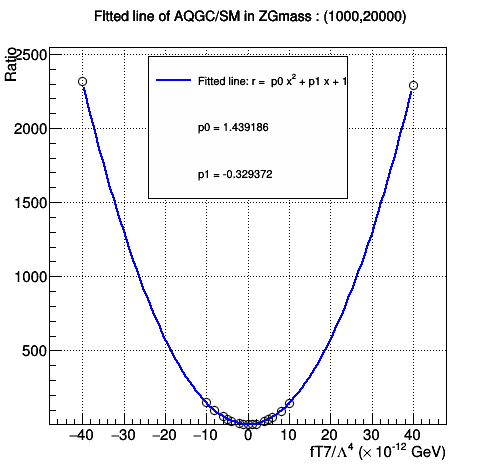 FItted line of AQGC/SM in ZGmass : (1000,20000)
Ratio
2500
2000
1500
1000
500
Fitted line: r = p0 x² + p1 x + 1
p0 = 1.439186
p1 = -0.329372
−40 −30 −20 −10 0 10 20 30 40
fT7/Λ⁴ (× 10⁻¹² GeV)